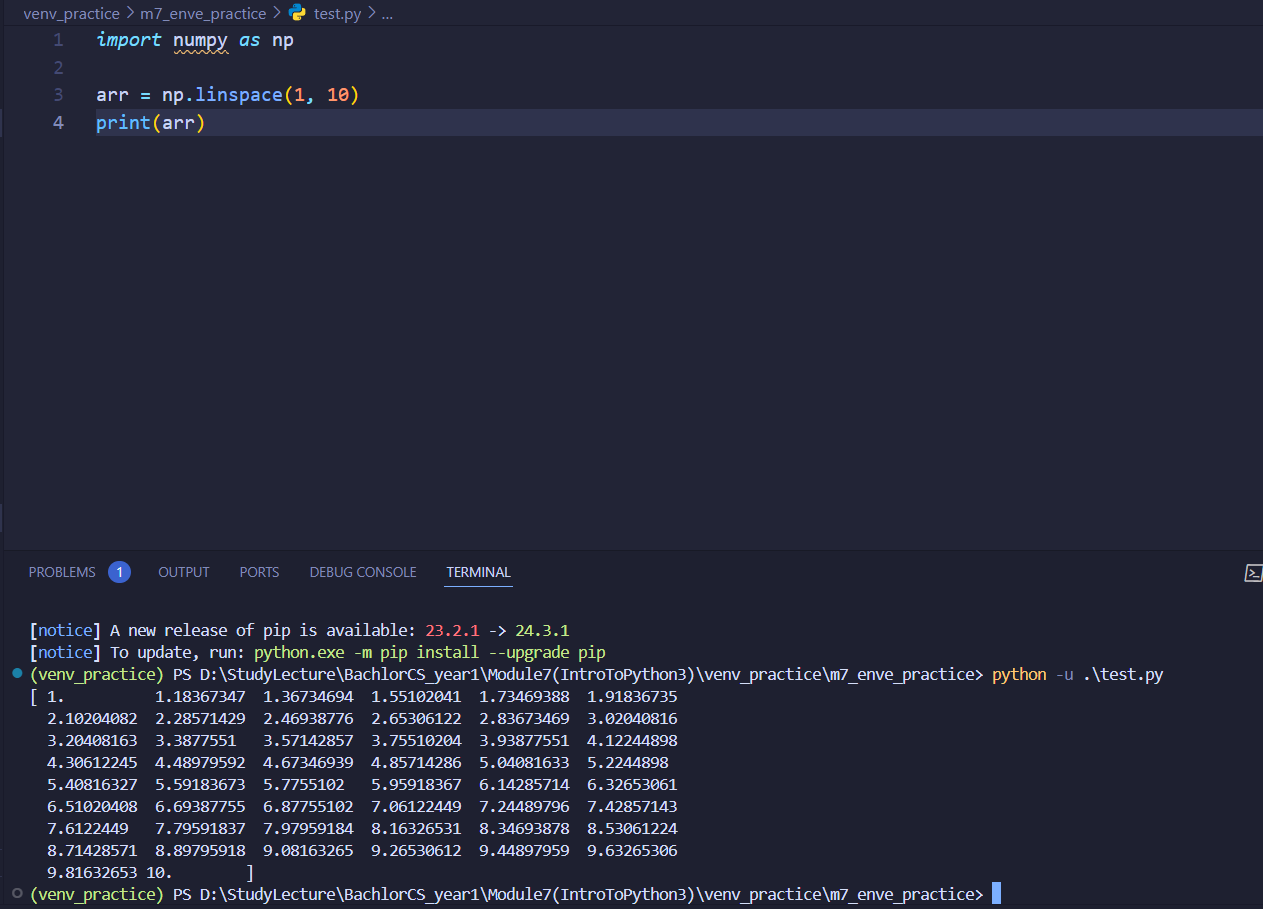 venv_practice > m7_enve_practice > test.py > ...
1 import numpy as np
2
3 arr = np.linspace(1, 10)
4 print(arr)
PROBLEMS 1 OUTPUT PORTS DEBUG CONSOLE TERMINAL
[notice] A new release of pip is available: 23.2.1 -> 24.3.1
[notice] To update, run: python.exe -m pip install --upgrade pip
(venv_practice) PS D:\StudyLecture\BachlorCS_year1\Module7(IntroToPython3)\venv_practice\m7_enve_practice> python -u .\test.py
[ 1.          1.18367347  1.36734694  1.55102041  1.73469388  1.91836735
  2.10204082  2.28571429  2.46938776  2.65306122  2.83673469  3.02040816
  3.20408163  3.3877551   3.57142857  3.75510204  3.93877551  4.12244898
  4.30612245  4.48979592  4.67346939  4.85714286  5.04081633  5.2244898
  5.40816327  5.59183673  5.7755102   5.95918367  6.14285714  6.32653061
  6.51020408  6.69387755  6.87755102  7.06122449  7.24489796  7.42857143
  7.6122449   7.79591837  7.97959184  8.16326531  8.34693878  8.53061224
  8.71428571  8.89795918  9.08163265  9.26530612  9.44897959  9.63265306
  9.81632653 10.        ]
(venv_practice) PS D:\StudyLecture\BachlorCS_year1\Module7(IntroToPython3)\venv_practice\m7_enve_practice>